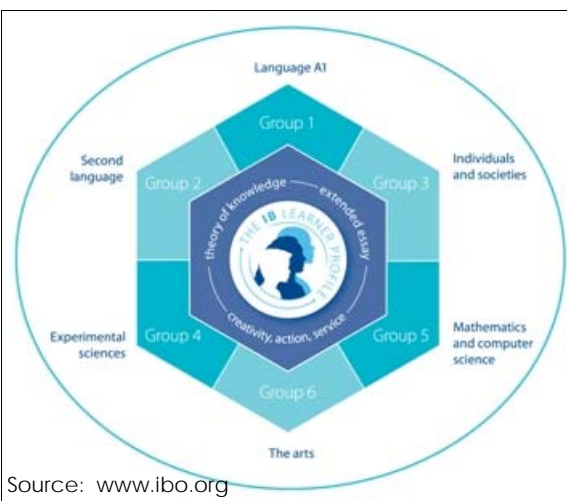 Language A1
Group 1
Second
language
Group 2
Group 3
Individuals
and societies
theory of knowledge
extended essay
THE IB LEARNER PROFILE
creativity, action, service
Experimental
sciences
Group 4
Group 5
Mathematics
and computer
science
Group 6
The arts
Source: www.ibo.org